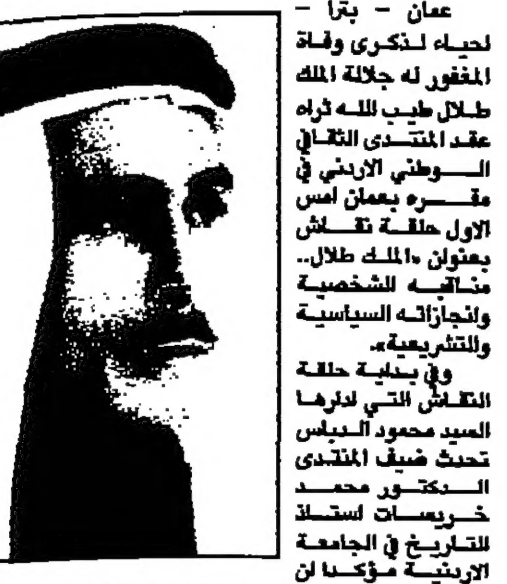 عمان - بترا -
احياء لذكرى وفاة
المغفور له جلالة الملك
طلال طيب الله ثراه
عقد المنتدى الثقافي
الوطني الاردني في
مقره بعمان امس
الاول حلقة نقاش
بعنوان «الملك طلال..
مناقبه الشخصية
وانجازاته السياسية
والتشريعية».
وفي بداية حلقة
النقاش التي ادارها
السيد محمود الدباس
تحدث ضيف المنتدى
الدكتور محمد
خريسات استاذ
التاريخ في الجامعة
الاردنية مؤكدا ان